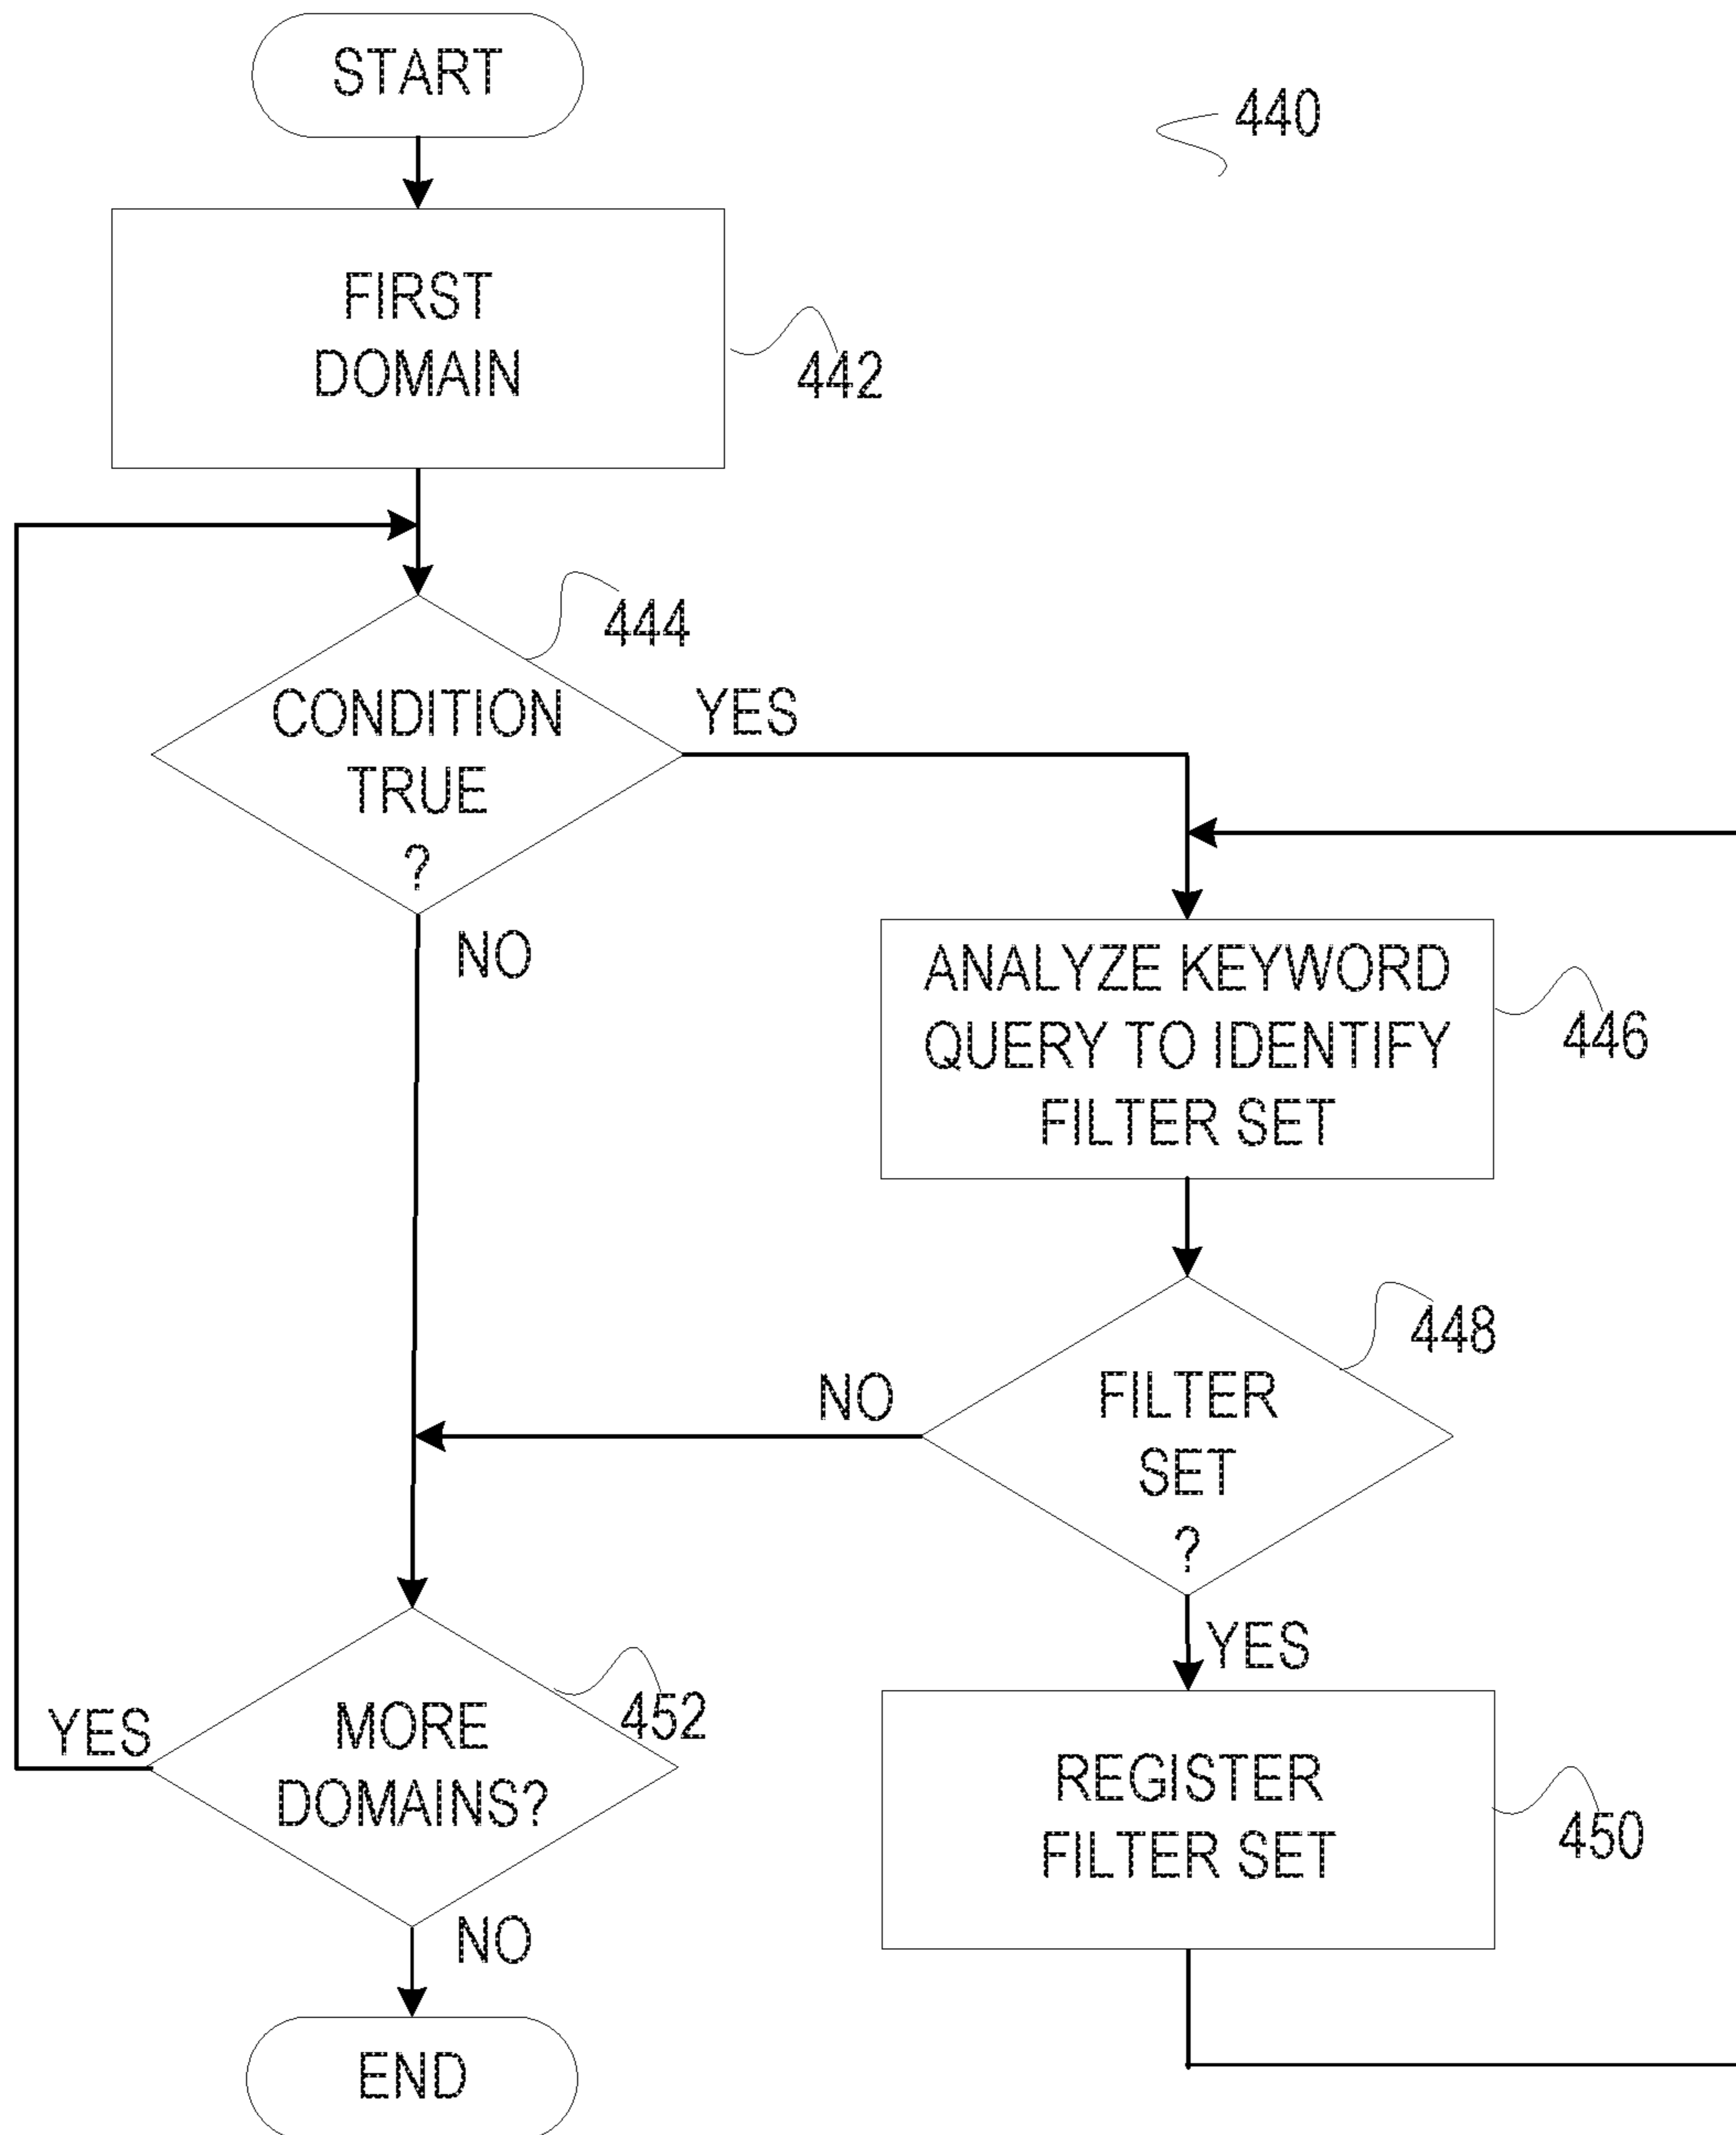 START
440
FIRST
DOMAIN
442
444
CONDITION
TRUE
?
YES
NO
ANALYZE KEYWORD
QUERY TO IDENTIFY
FILTER SET
446
448
FILTER
SET
?
NO
YES
452
MORE
DOMAINS?
YES
NO
REGISTER
FILTER SET
450
END